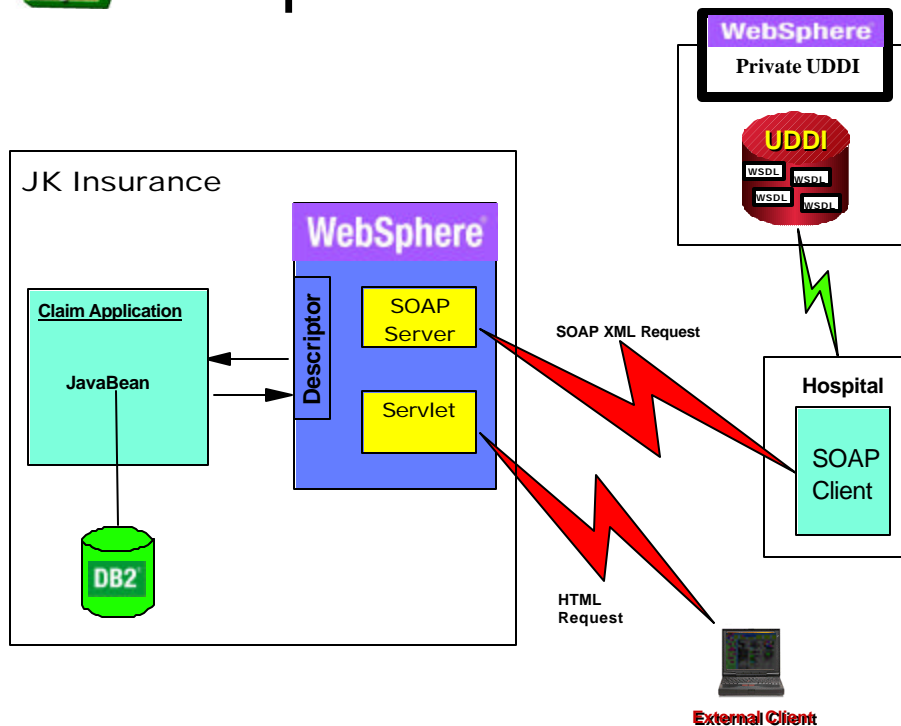 WebSphere
Private UDDI
UDDI
WSDL
WSDL
WSDL
WSDL
JK Insurance
WebSphere
Claim Application
JavaBean
DB2
Descriptor
SOAP
Server
Servlet
SOAP XML Request
HTML
Request
Hospital
SOAP
Client
External Client